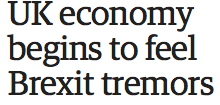 UK economy
begins to feel
Brexit tremors